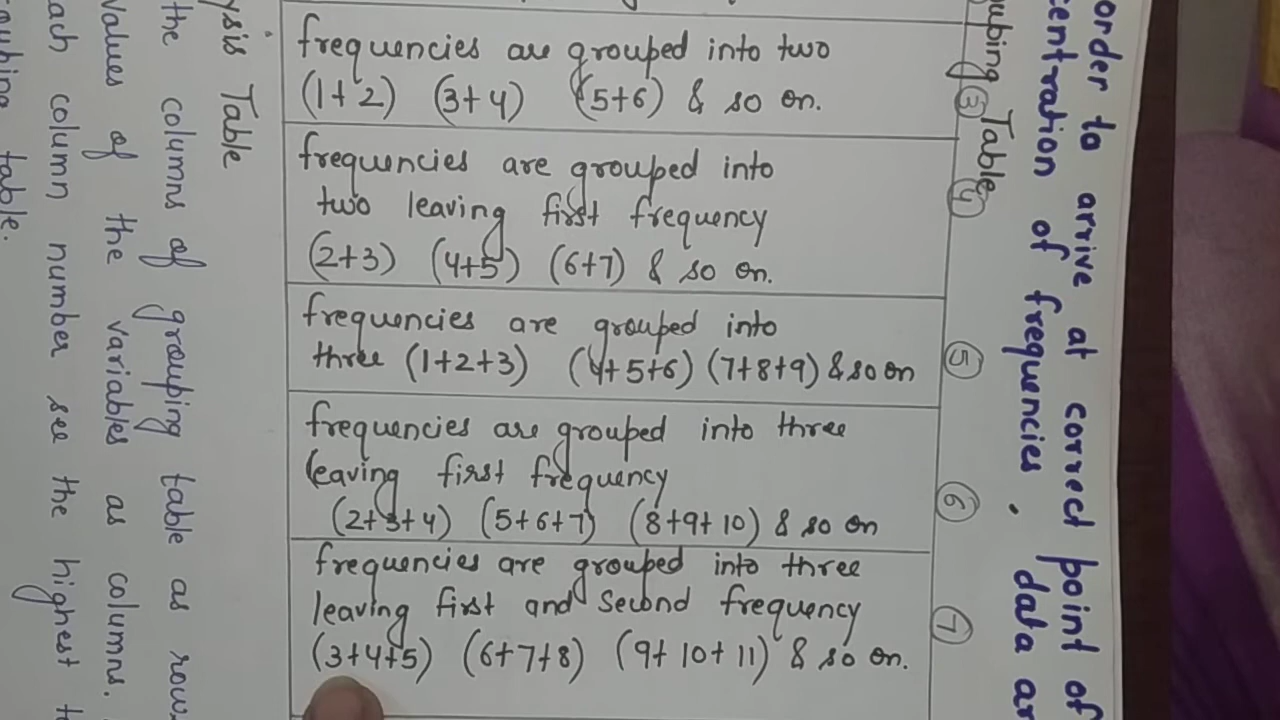 order to arrive at correct point of
centration of frequencies. data ar
Table
③
④
⑤
⑥
⑦
frequencies are grouped into two
(1+2) (3+4) (5+6) & so on.
frequencies are grouped into
two leaving first frequency
(2+3) (4+5) (6+7) & so on.
frequencies are grouped into
three (1+2+3) (4+5+6) (7+8+9) & so on
frequencies are grouped into three
leaving first frequency
(2+3+4) (5+6+7) (8+9+10) & so on
frequencies are grouped into three
leaving first and second frequency
(3+4+5) (6+7+8) (9+10+11) & so on.
ysis Table
the columns of grouping table as row
values of the variables as columns.
ach column number see the highest t
table.